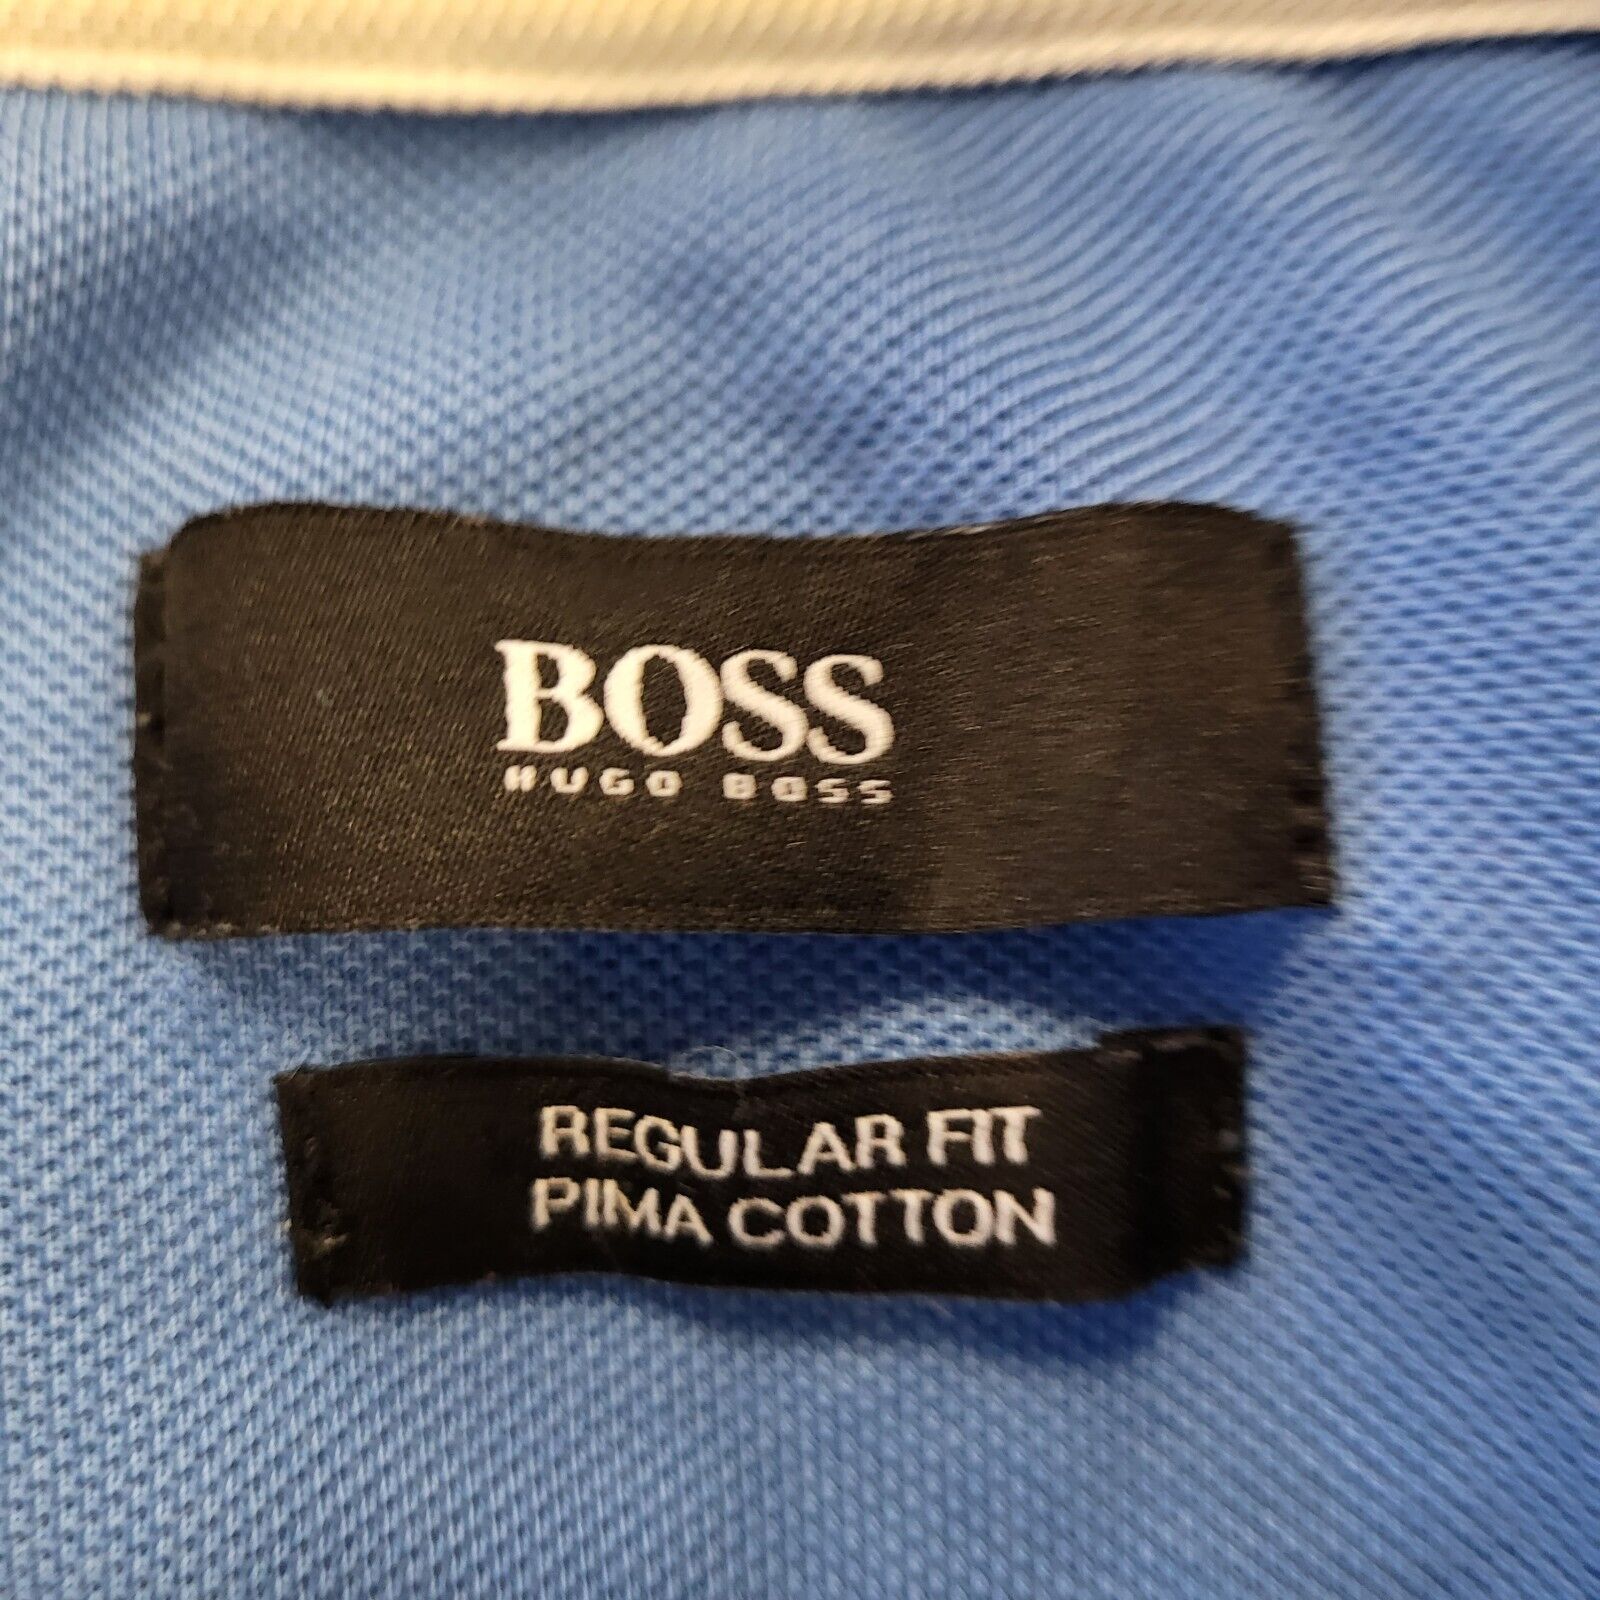 BOSS
HUGO BOSS
REGULAR FIT
PIMA COTTON